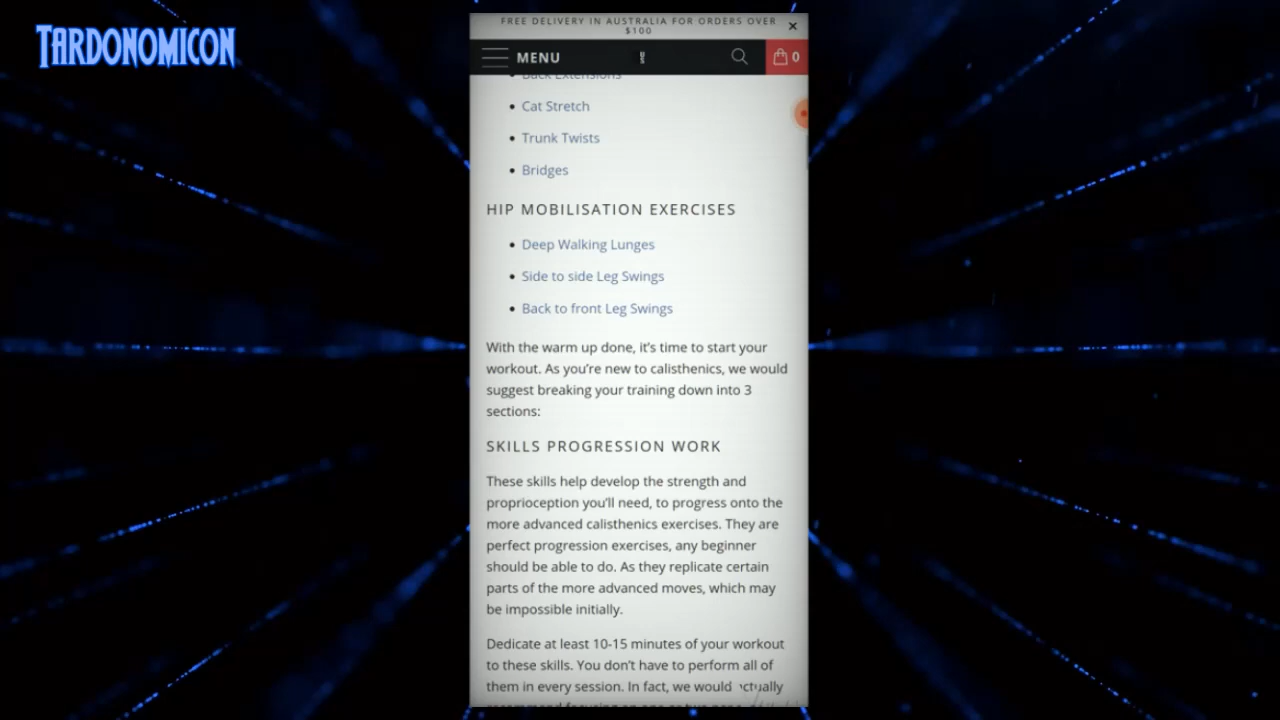 TARDONOMICON
FREE DELIVERY IN AUSTRALIA FOR ORDERS OVER
$100
MENU
0
Back Extensions
Cat Stretch
Trunk Twists
Bridges
HIP MOBILISATION EXERCISES
Deep Walking Lunges
Side to side Leg Swings
Back to front Leg Swings
With the warm up done, it's time to start your
workout. As you're new to calisthenics, we would
suggest breaking your training down into 3
sections:
SKILLS PROGRESSION WORK
These skills help develop the strength and
proprioception you'll need, to progress onto the
more advanced calisthenics exercises. They are
perfect progression exercises, any beginner
should be able to do. As they replicate certain
parts of the more advanced moves, which may
be impossible initially.
Dedicate at least 10-15 minutes of your workout
to these skills. You don't have to perform all of
them in every session. In fact, we would actually